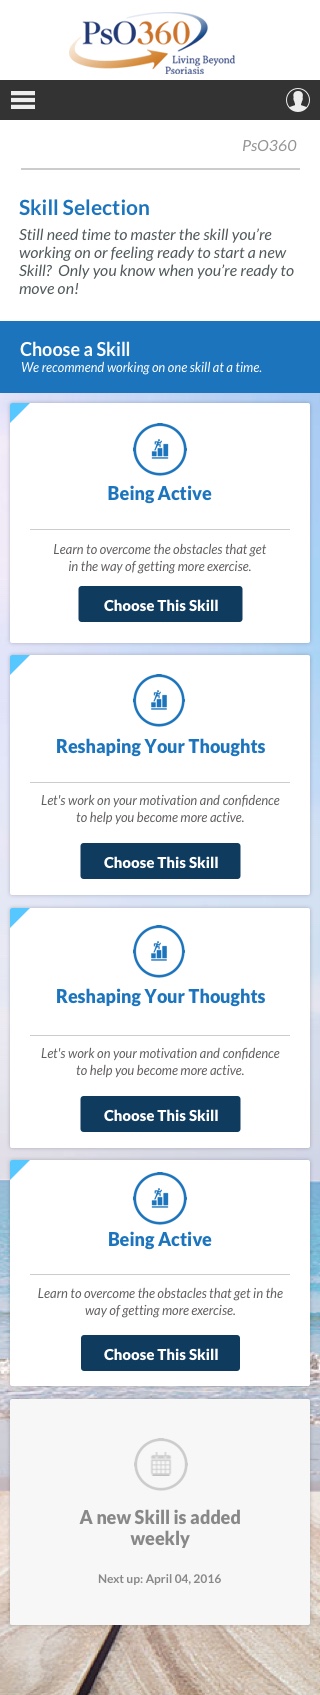 PsO360
Living Beyond
Psoriasis
PsO360
Skill Selection
Still need time to master the skill you're
working on or feeling ready to start a new
Skill? Only you know when you're ready to
move on!
Choose a Skill
We recommend working on one skill at a time.
Being Active
Learn to overcome the obstacles that get
in the way of getting more exercise.
Choose This Skill
Reshaping Your Thoughts
Let's work on your motivation and confidence
to help you become more active.
Choose This Skill
Reshaping Your Thoughts
Let's work on your motivation and confidence
to help you become more active.
Choose This Skill
Being Active
Learn to overcome the obstacles that get in the
way of getting more exercise.
Choose This Skill
A new Skill is added
weekly
Next up: April 04, 2016